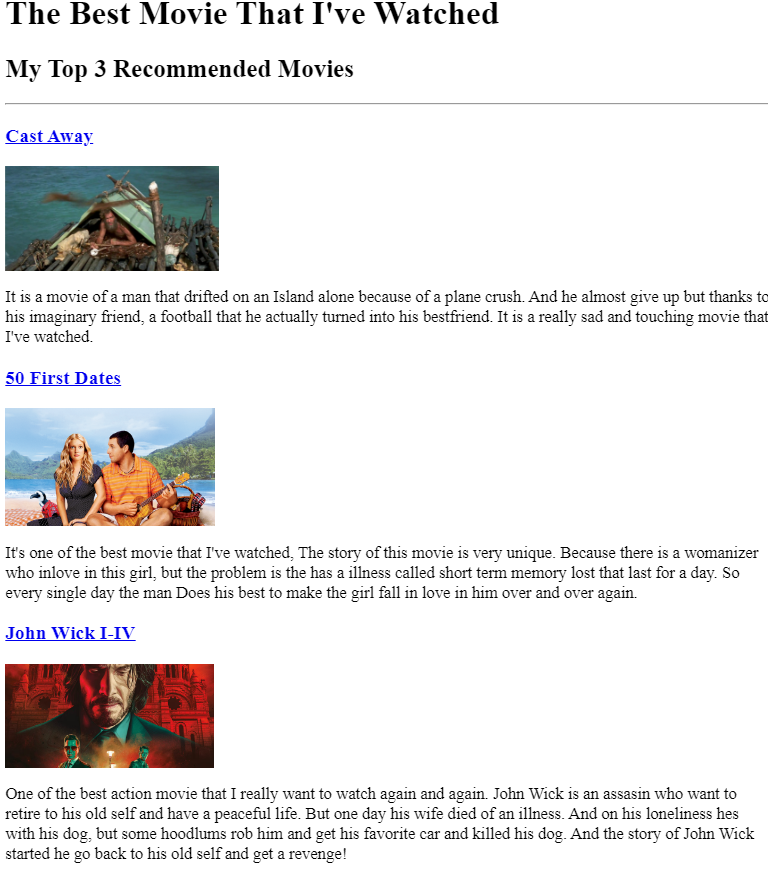 The Best Movie That I've Watched
My Top 3 Recommended Movies
Cast Away
It is a movie of a man that drifted on an Island alone because of a plane crush. And he almost give up but thanks to
his imaginary friend, a football that he actually turned into his bestfriend. It is a really sad and touching movie that
I've watched.
50 First Dates
It's one of the best movie that I've watched, The story of this movie is very unique. Because there is a womanizer
who inlove in this girl, but the problem is the has a illness called short term memory lost that last for a day. So
every single day the man Does his best to make the girl fall in love in him over and over again.
John Wick I-IV
One of the best action movie that I really want to watch again and again. John Wick is an assasin who want to
retire to his old self and have a peaceful life. But one day his wife died of an illness. And on his loneliness hes
with his dog, but some hoodlums rob him and get his favorite car and killed his dog. And the story of John Wick
started he go back to his old self and get a revenge!